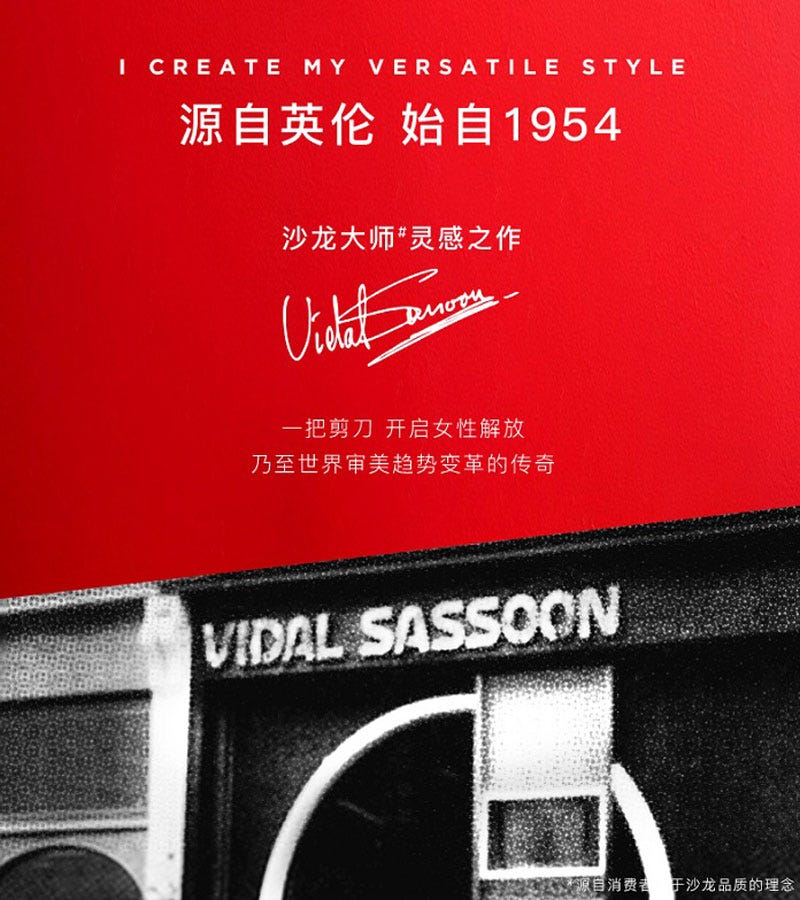 I CREATE MY VERSATILE STYLE
源自英伦 始自1954
沙龙大师#灵感之作
Vidal Sassoon
一把剪刀 开启女性解放
乃至世界审美趋势变革的传奇
VIDAL SASSOON
源自消费者 于沙龙品质的理念